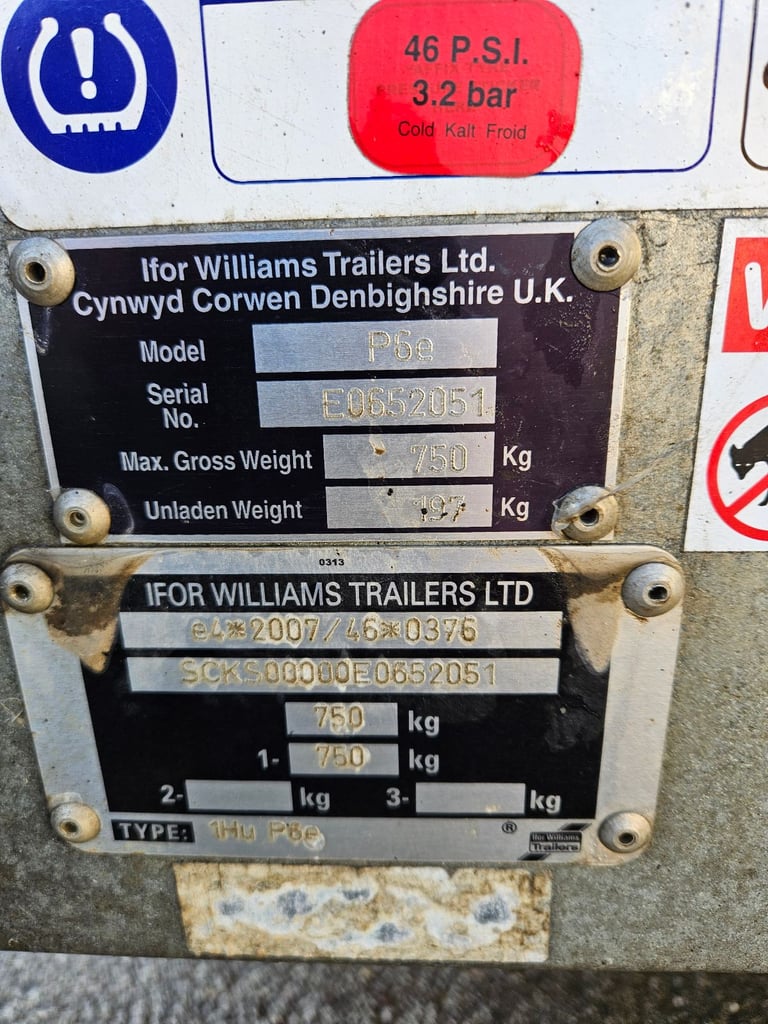 46 P.S.I.
3.2 bar
Cold Kalt Froid
Ifor Williams Trailers Ltd.
Cynwyd Corwen Denbighshire U.K.
Model P6e
Serial No. E0652051
Max. Gross Weight 750 Kg
Unladen Weight 197 Kg
0313
IFOR WILLIAMS TRAILERS LTD
e4*2007/46*0376
SCKS00000E0652051
750 kg
1- 750 kg
2- kg 3- kg
TYPE: 1Hu P6e ® Ifor Williams Trailers